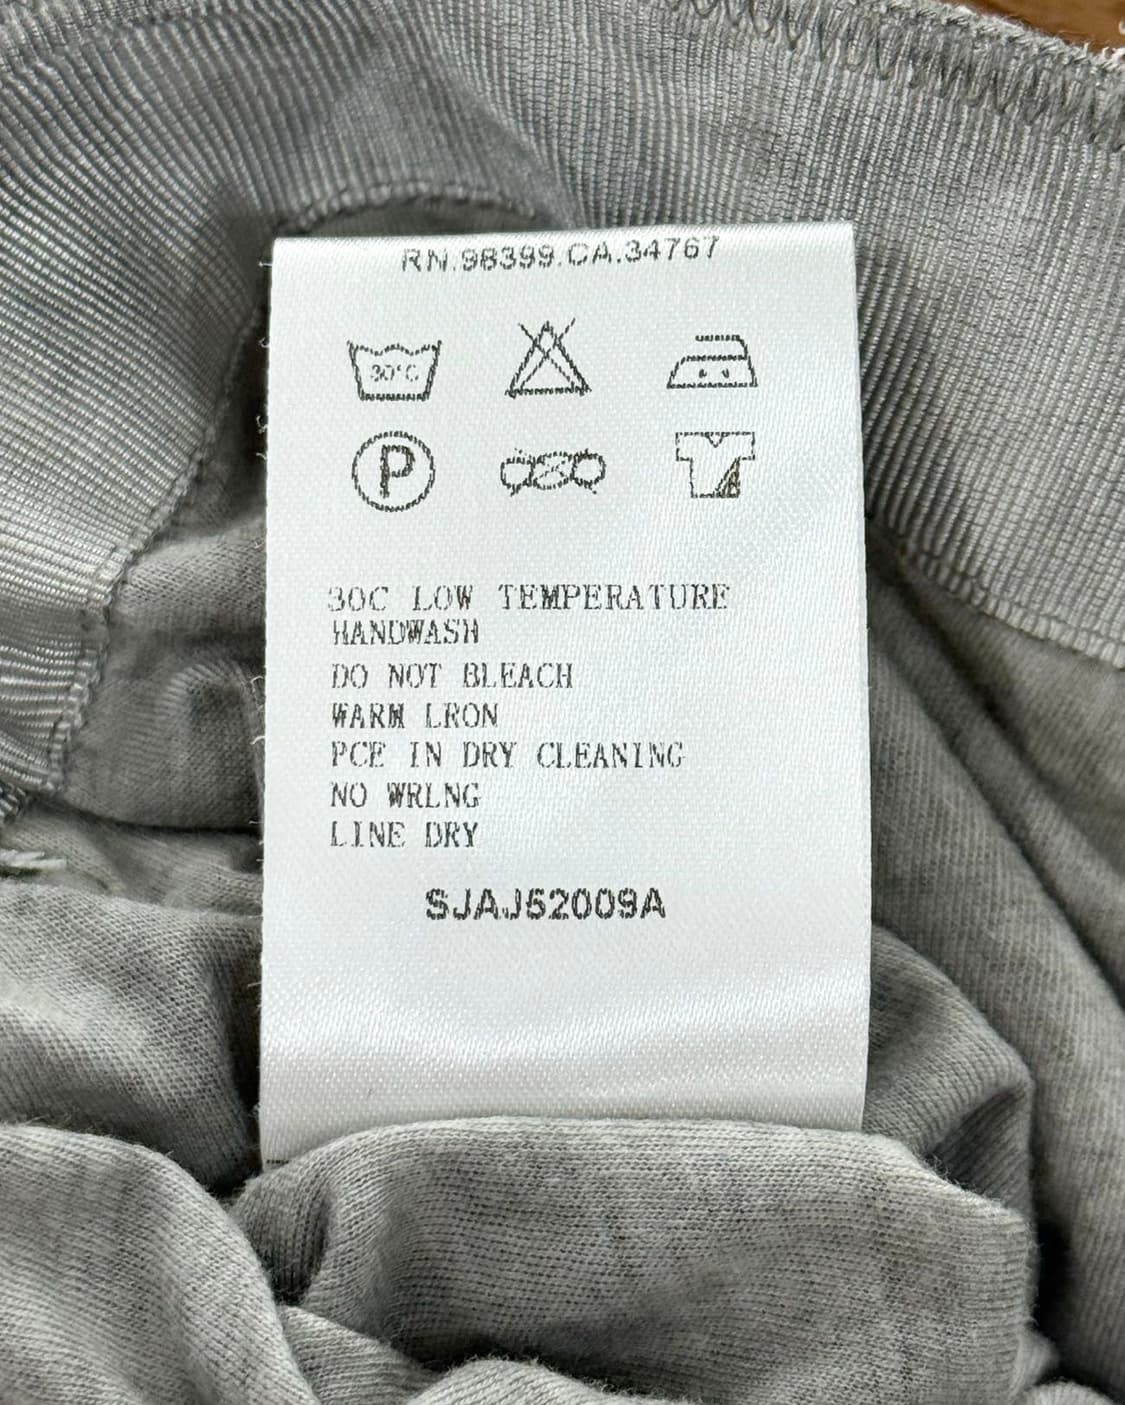 RN.98399.CA.34767
30°C
P
30C LOW TEMPERATURE
HANDWASH
DO NOT BLEACH
WARM LRON
PCE IN DRY CLEANING
NO WRLNG
LINE DRY
SJAJ52009A